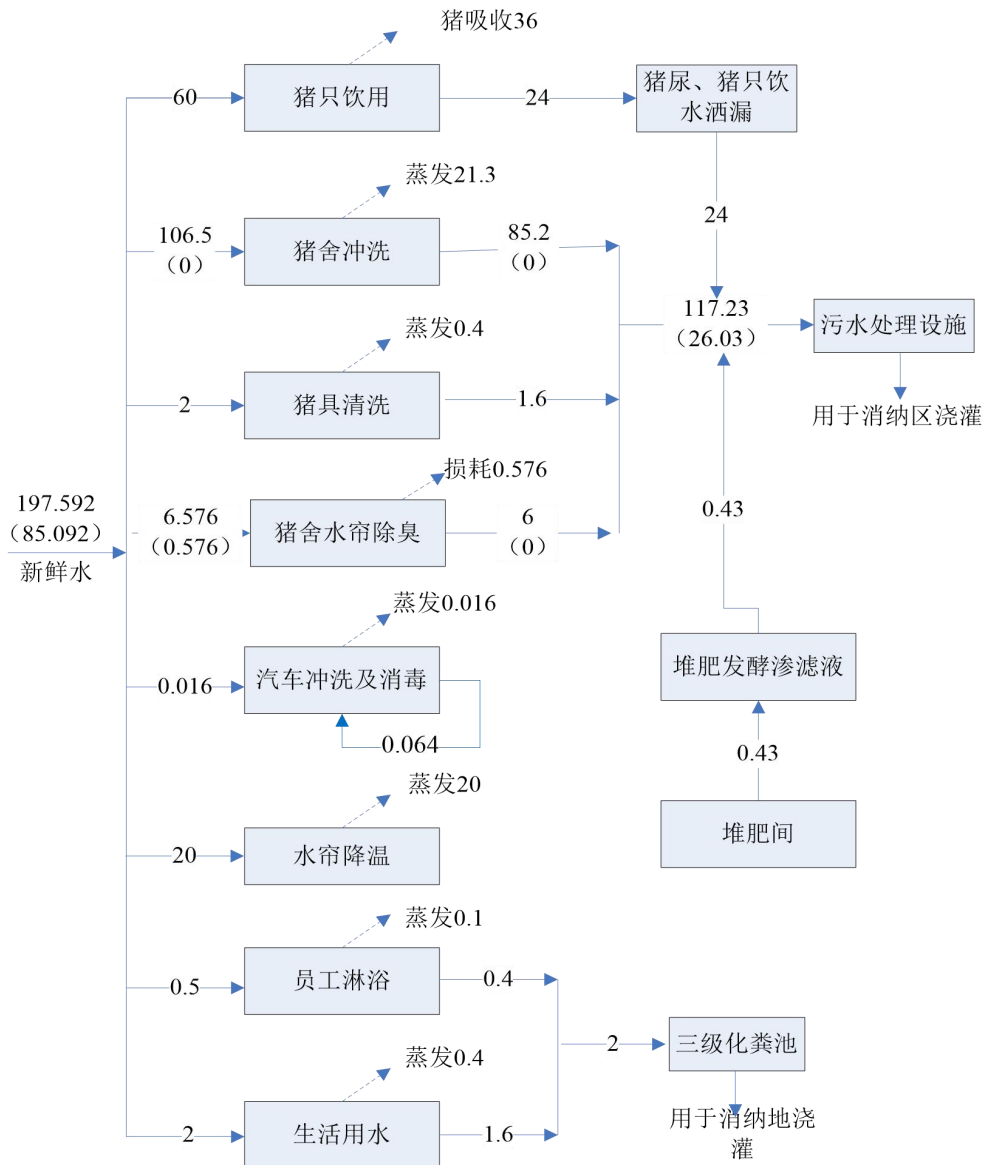 猪吸收36
60
猪只饮用
24
猪尿、猪只饮
水洒漏
蒸发21.3
24
106.5
（0）
猪舍冲洗
85.2
（0）
117.23
（26.03）
污水处理设施
蒸发0.4
用于消纳区浇灌
2
猪具清洗
1.6
损耗0.576
197.592
（85.092）
新鲜水
6.576
（0.576）
猪舍水帘除臭
6
（0）
0.43
蒸发0.016
0.016
汽车冲洗及消毒
0.064
堆肥发酵渗滤液
0.43
蒸发20
20
水帘降温
堆肥间
蒸发0.1
0.5
员工淋浴
0.4
2
三级化粪池
蒸发0.4
用于消纳地浇
灌
2
生活用水
1.6